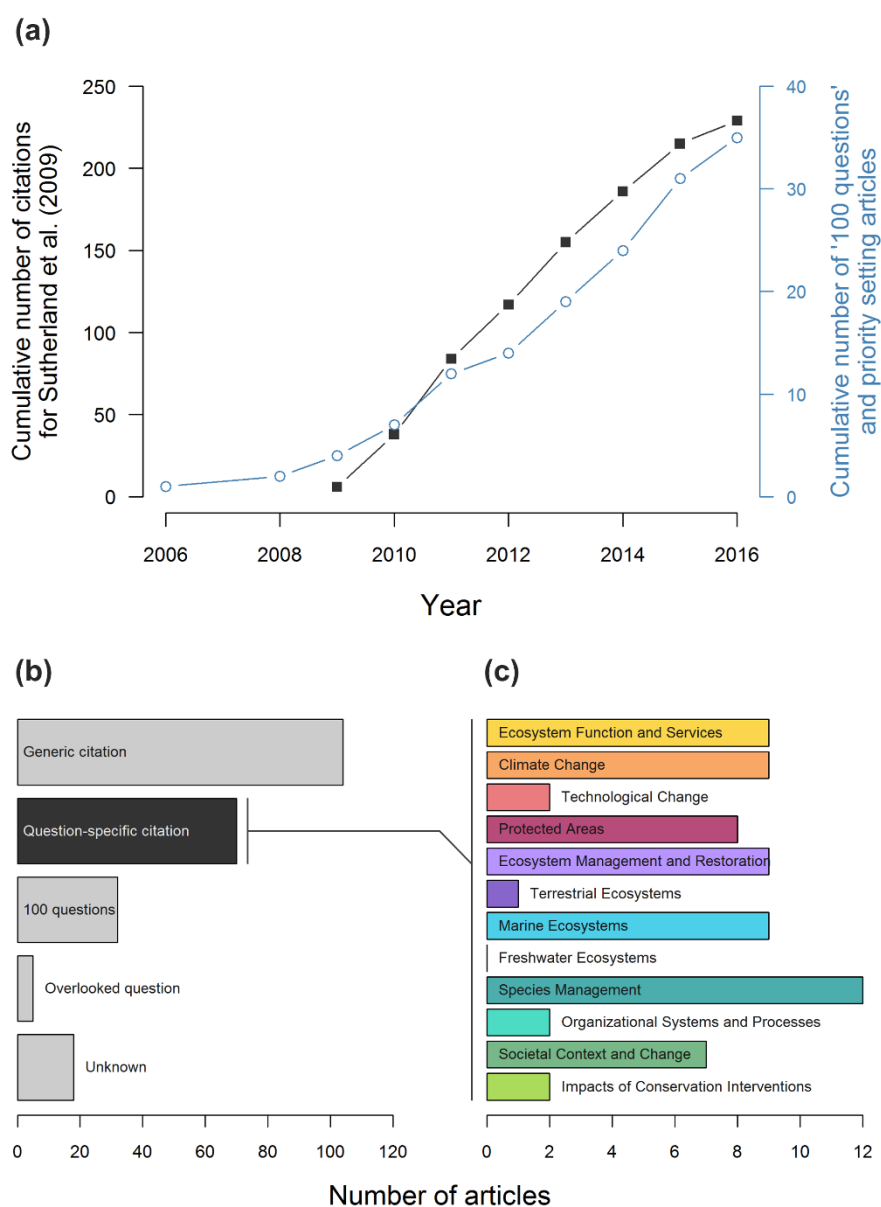 (a)
Cumulative number of citations
for Sutherland et al. (2009)
250
200
150
100
50
0
40
30
20
10
0
Cumulative number of '100 questions'
and priority setting articles
2006
2008
2010
2012
2014
2016
Year
(b)
Generic citation
Question-specific citation
100 questions
Overlooked question
Unknown
0
20
40
60
80
100
120
(c)
Ecosystem Function and Services
Climate Change
Technological Change
Protected Areas
Ecosystem Management and Restoration
Terrestrial Ecosystems
Marine Ecosystems
Freshwater Ecosystems
Species Management
Organizational Systems and Processes
Societal Context and Change
Impacts of Conservation Interventions
0
2
4
6
8
10
12
Number of articles